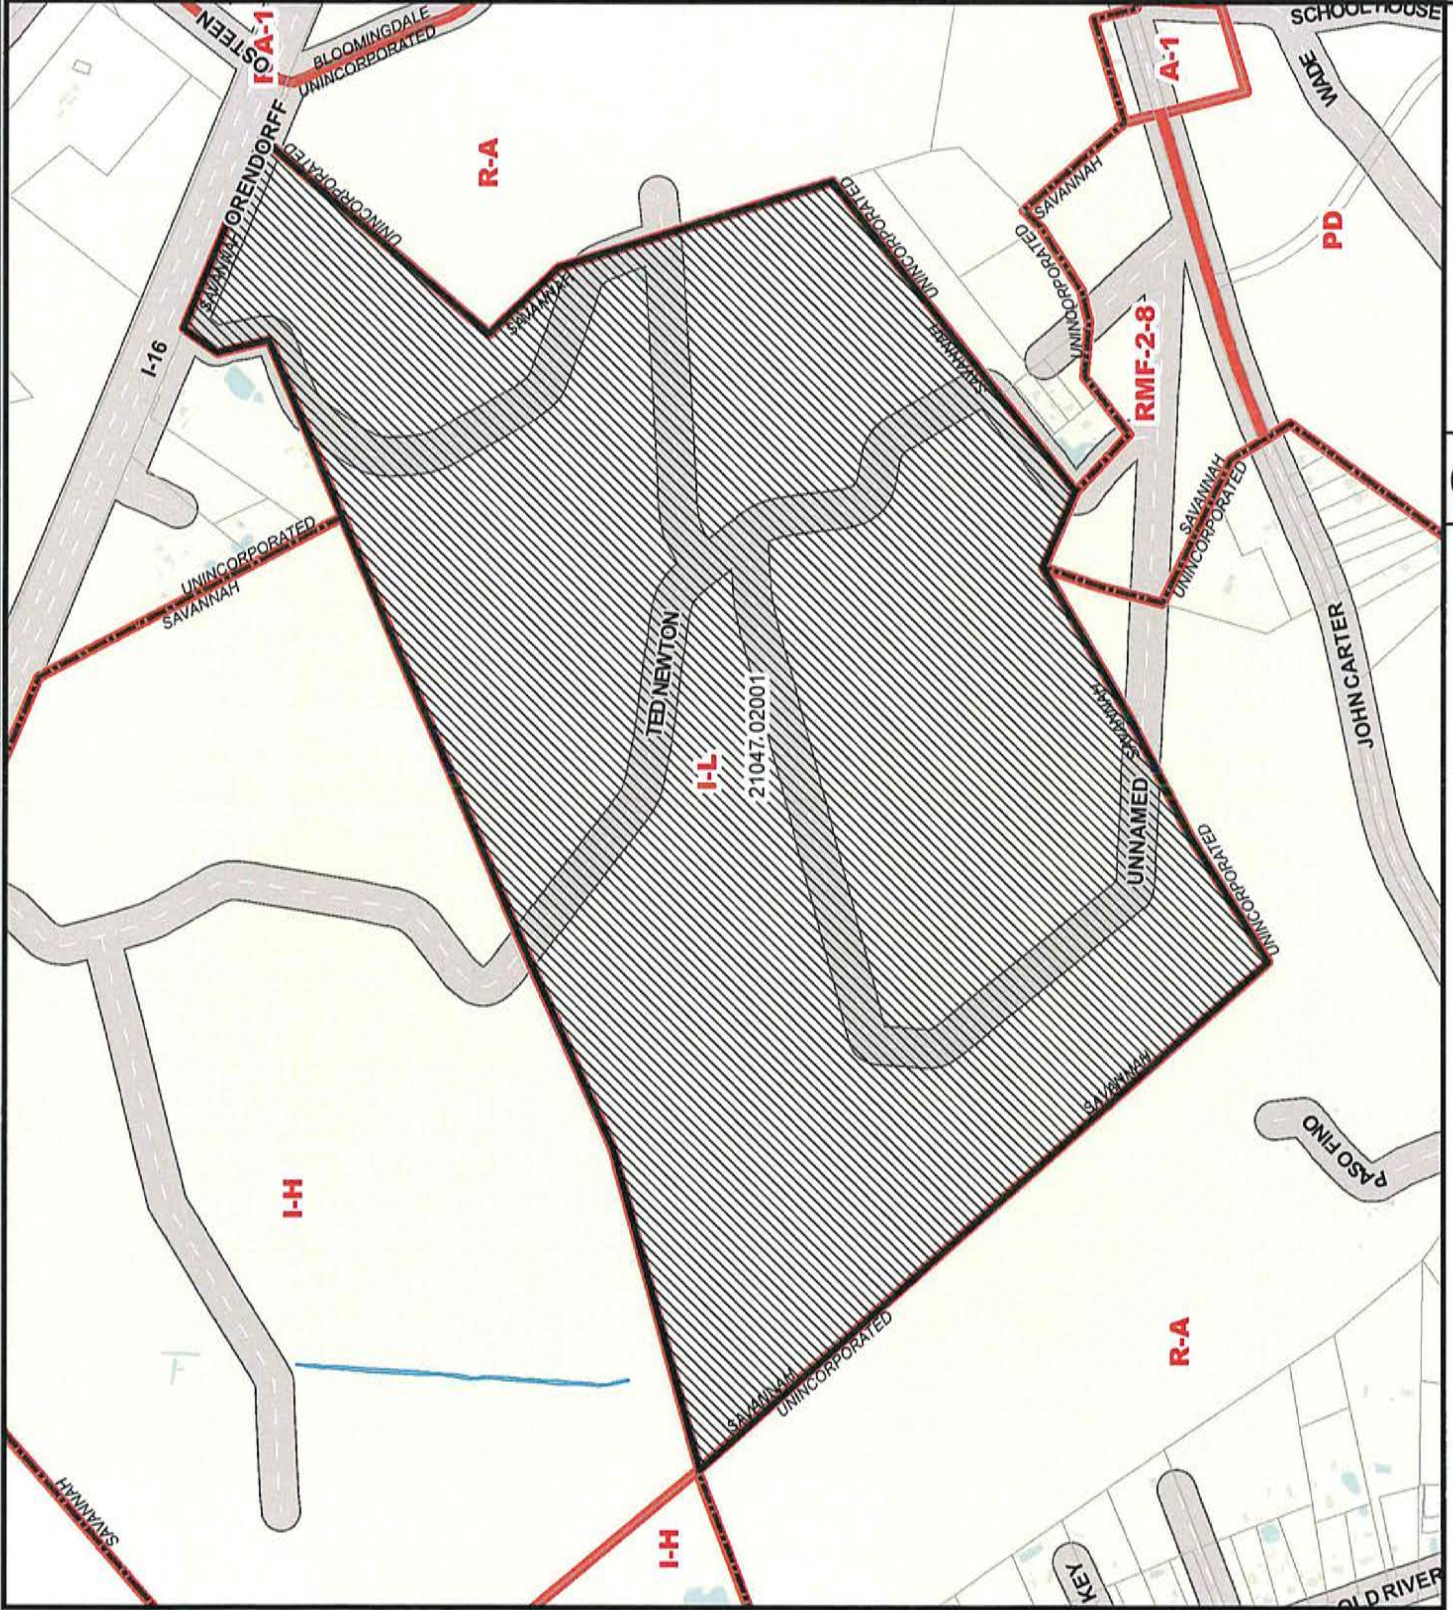 STEEN
A-1
BLOOMINGDALE
UNINCORPORATED
ORENDORFF
SAVANNAH
UNINCORPORATED
R-A
I-16
SAVANNAH
UNINCORPORATED
SAVANNAH
SCHOOL HOUSE
WADE
A-1
SAVANNAH
UNINCORPORATED
PD
RMF-2-8
UNINCORPORATED
SAVANNAH
SAVANNAH
SAVANNAH
UNINCORPORATED
JOHN CARTER
TED NEWTON
I-L
21047.02001
SAVANNAH
SAVANNAH
UNNAMED
UNINCORPORATED
UNINCORPORATED
SAVANNAH
PASO FINO
I-H
R-A
SAVANNAH
UNINCORPORATED
SAVANNAH
I-H
KEY
OLD RIVER